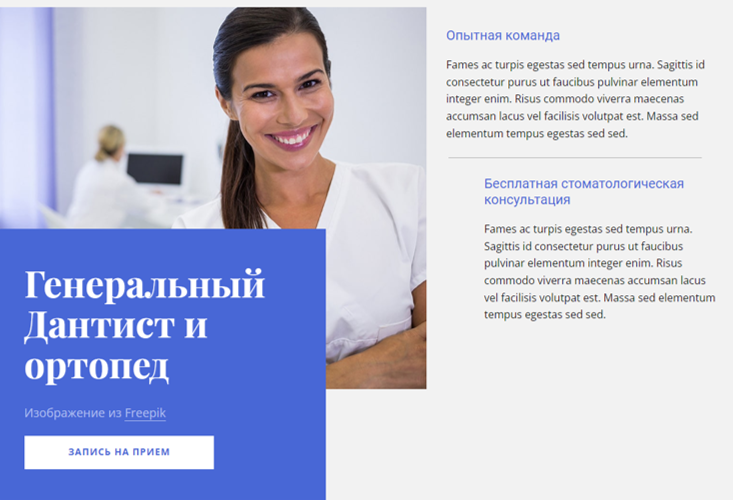 Опытная команда
Fames ac turpis egestas sed tempus urna. Sagittis id
consectetur purus ut faucibus pulvinar elementum
integer enim. Risus commodo viverra maecenas
accumsan lacus vel facilisis volutpat est. Massa sed
elementum tempus egestas sed sed.
Бесплатная стоматологическая
консультация
Fames ac turpis egestas sed tempus urna.
Sagittis id consectetur purus ut faucibus
pulvinar elementum integer enim. Risus
commodo viverra maecenas accumsan lacus
vel facilisis volutpat est. Massa sed elementum
tempus egestas sed sed.
Генеральный
Дантист и
ортопед
Изображение из Freepik
ЗАПИСЬ НА ПРИЕМ